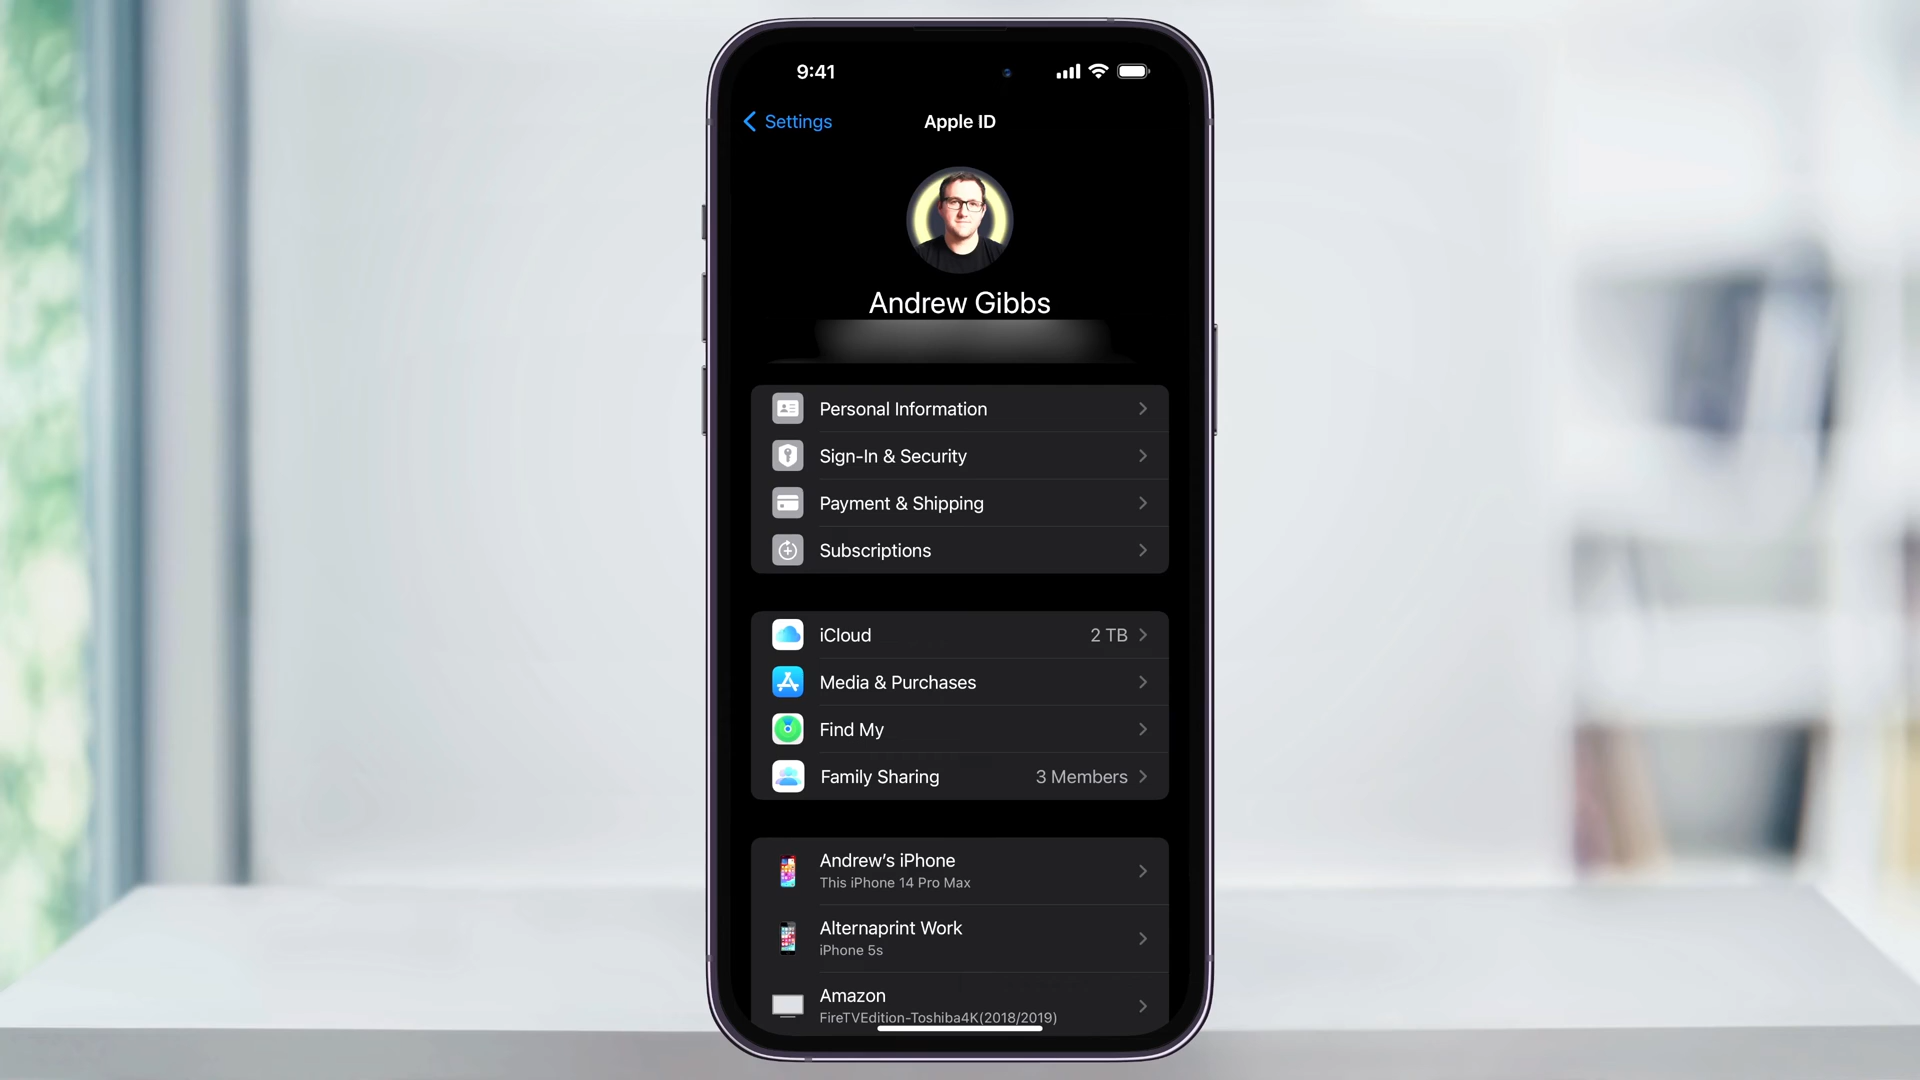 9:41
Settings
Apple ID
Andrew Gibbs
Personal Information
Sign-In & Security
Payment & Shipping
Subscriptions
iCloud 2 TB
Media & Purchases
Find My
Family Sharing 3 Members
Andrew's iPhone
This iPhone 14 Pro Max
Alternaprint Work
iPhone 5s
Amazon
FireTVEdition-Toshiba4K(2018/2019)